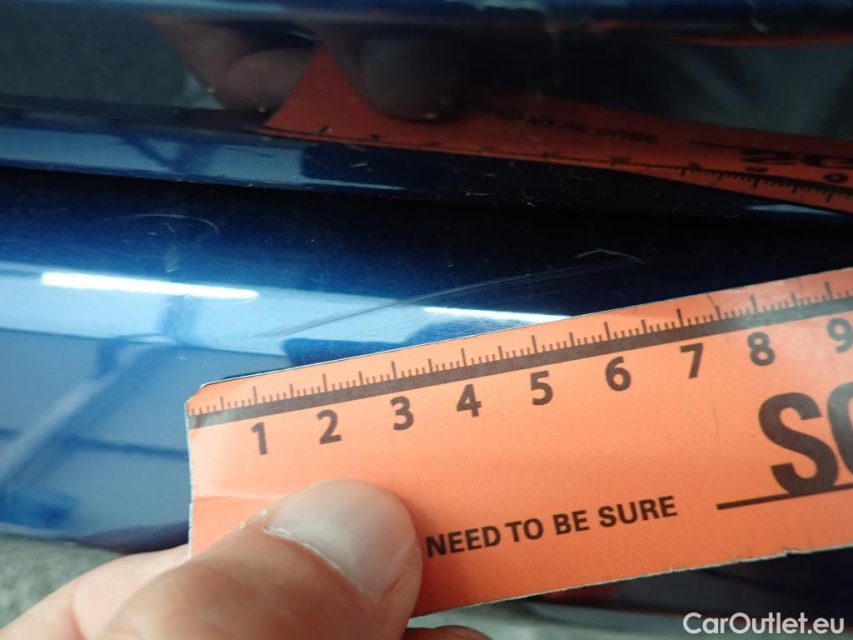 1 2 3 4 5 6 7 8 9
NEED TO BE SURE
CarOutlet.eu